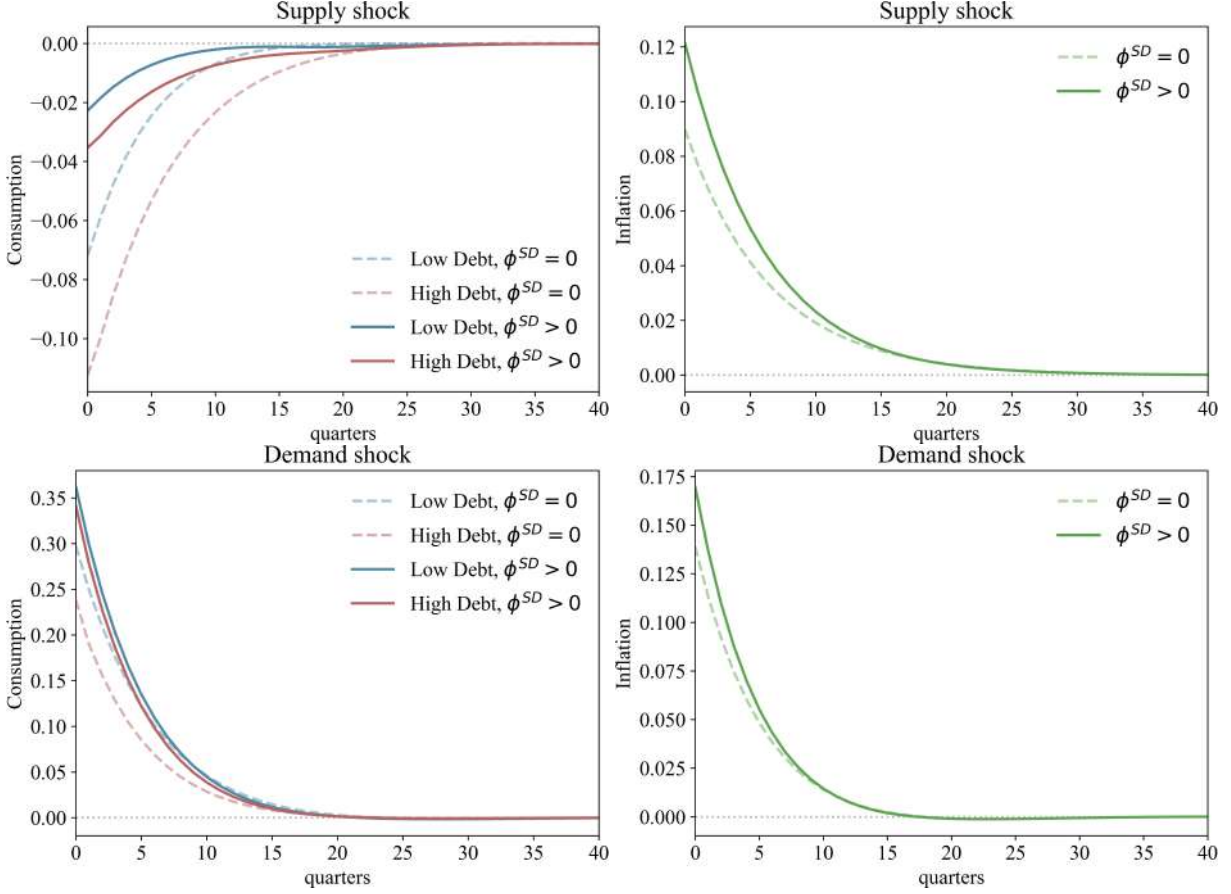 Supply shock
0.00
−0.02
−0.04
−0.06
−0.08
−0.10
Consumption
Low Debt, ϕ^SD = 0
High Debt, ϕ^SD = 0
Low Debt, ϕ^SD > 0
High Debt, ϕ^SD > 0
0 5 10 15 20 25 30 35 40
quarters
Supply shock
0.12
0.10
0.08
0.06
0.04
0.02
0.00
Inflation
ϕ^SD = 0
ϕ^SD > 0
0 5 10 15 20 25 30 35 40
quarters
Demand shock
0.35
0.30
0.25
0.20
0.15
0.10
0.05
0.00
Consumption
Low Debt, ϕ^SD = 0
High Debt, ϕ^SD = 0
Low Debt, ϕ^SD > 0
High Debt, ϕ^SD > 0
0 5 10 15 20 25 30 35 40
quarters
Demand shock
0.175
0.150
0.125
0.100
0.075
0.050
0.025
0.000
Inflation
ϕ^SD = 0
ϕ^SD > 0
0 5 10 15 20 25 30 35 40
quarters